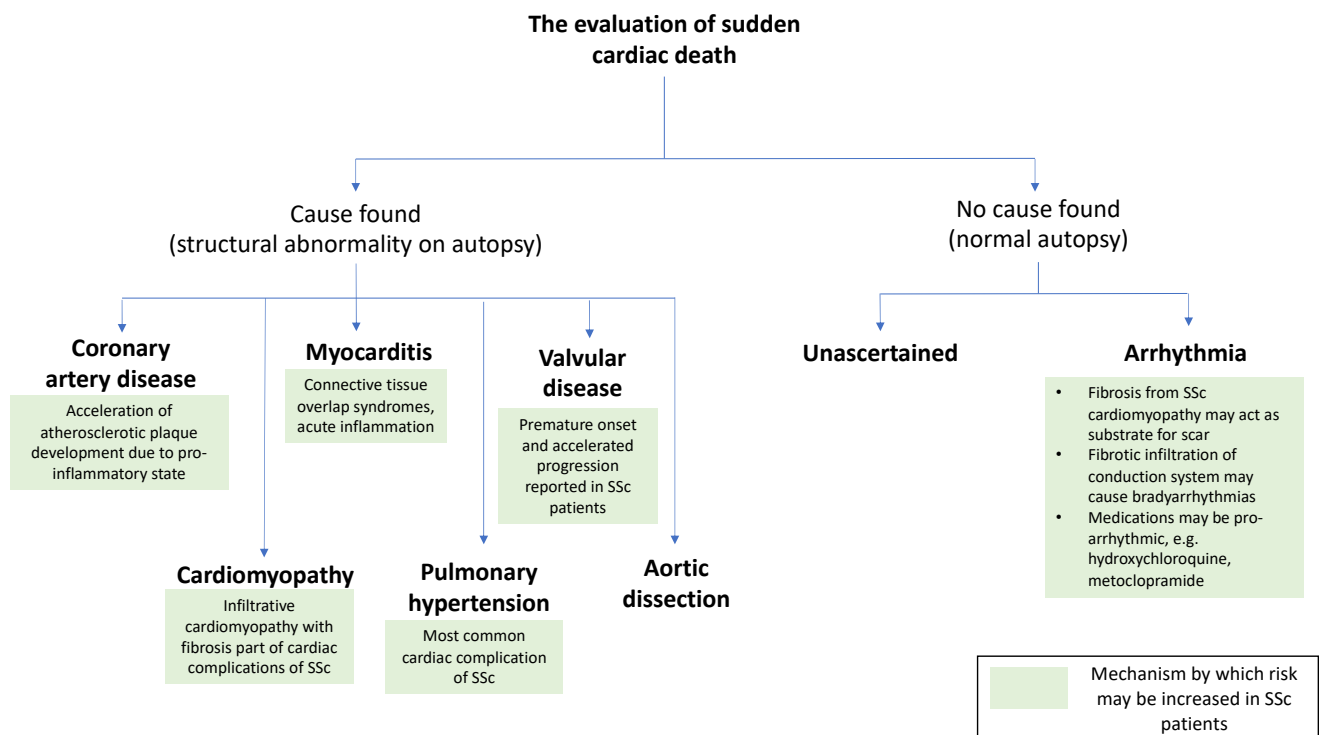 The evaluation of sudden
cardiac death
Cause found
(structural abnormality on autopsy)
No cause found
(normal autopsy)
Coronary
artery disease
Acceleration of
atherosclerotic plaque
development due to pro-
inflammatory state
Myocarditis
Connective tissue
overlap syndromes,
acute inflammation
Valvular
disease
Premature onset
and accelerated
progression
reported in SSc
patients
Unascertained
Arrhythmia
• Fibrosis from SSc
cardiomyopathy may act as
substrate for scar
• Fibrotic infiltration of
conduction system may
cause bradyarrhythmias
• Medications may be pro-
arrhythmic, e.g.
hydroxychloroquine,
metoclopramide
Cardiomyopathy
Infiltrative
cardiomyopathy with
fibrosis part of cardiac
complications of SSc
Pulmonary
hypertension
Most common
cardiac complication
of SSc
Aortic
dissection
Mechanism by which risk
may be increased in SSc
patients